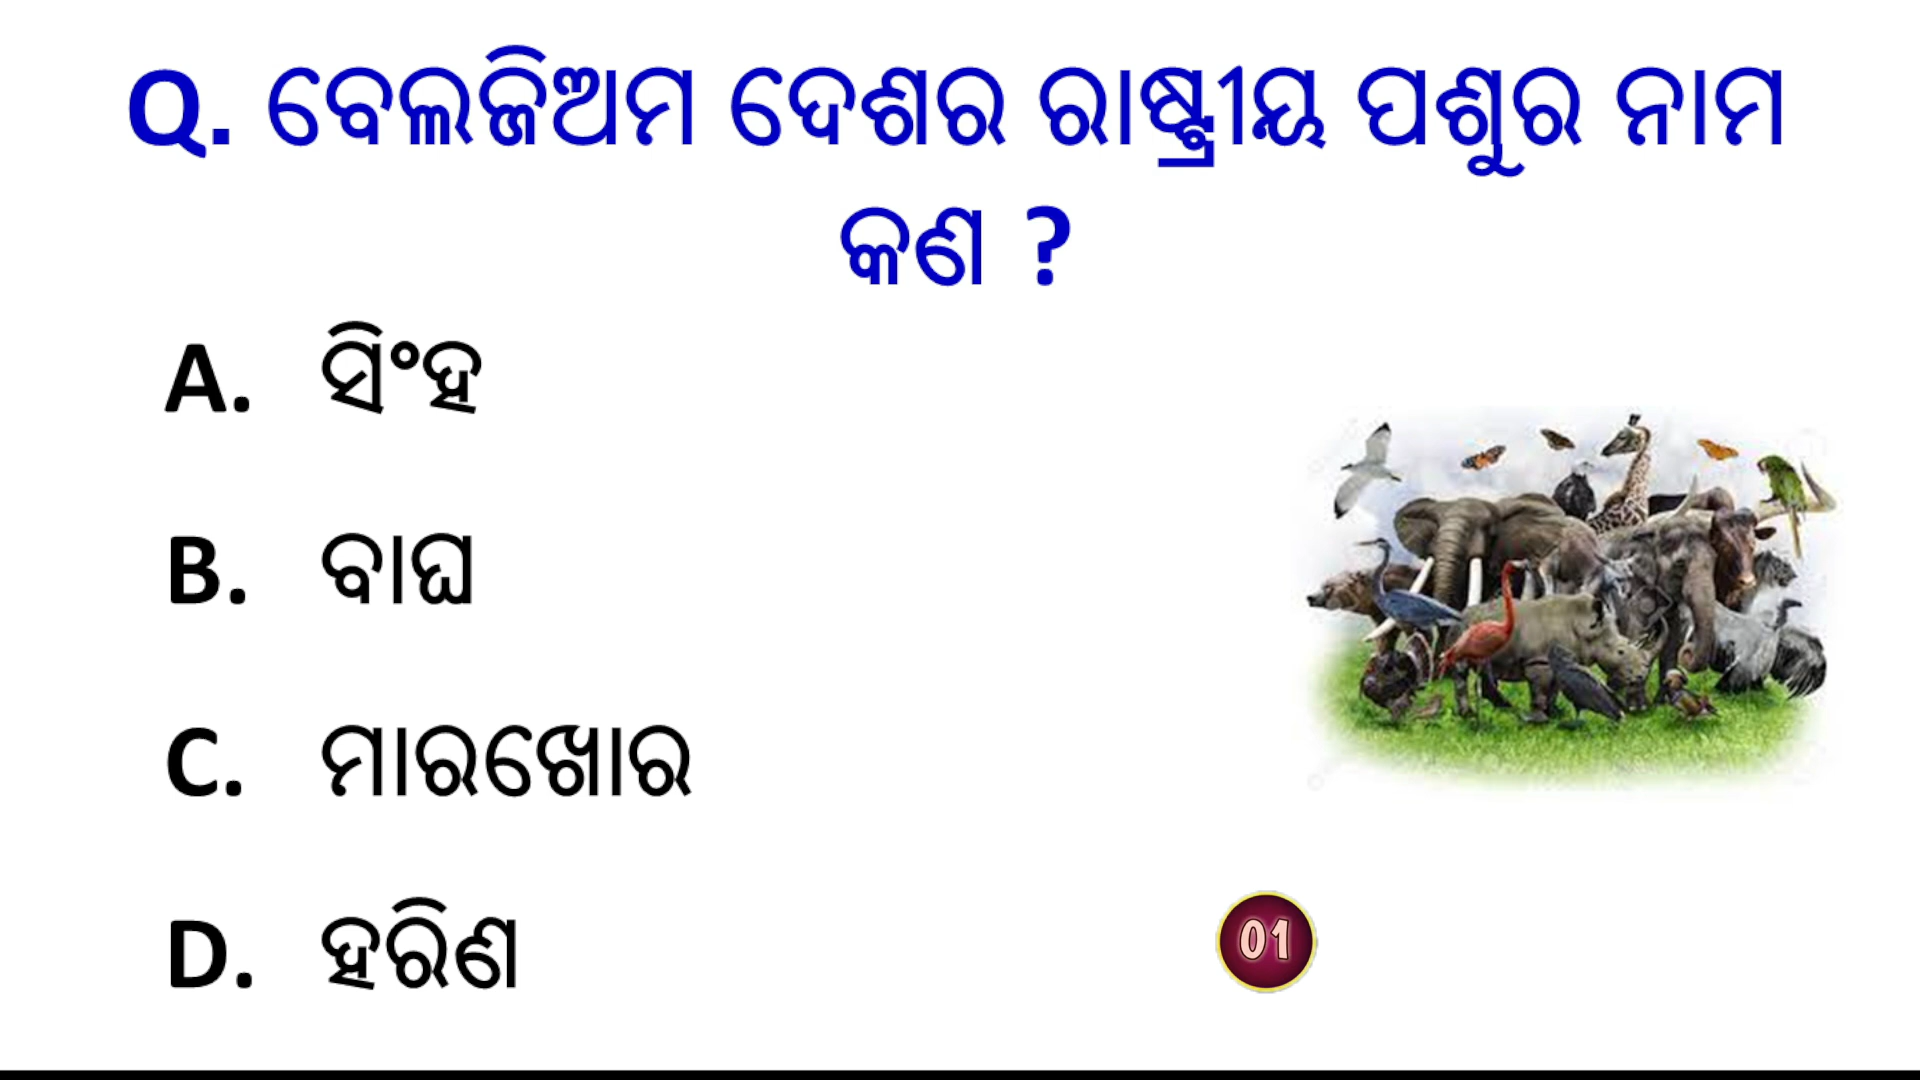 Q. ବେଲଜିଅମ ଦେଶର ରାଷ୍ଟ୍ରୀୟ ପଶୁର ନାମ
କଣ ?
A. ସିଂହ
B. ବାଘ
C. ମାରଖୋର
D. ହରିଣ
01